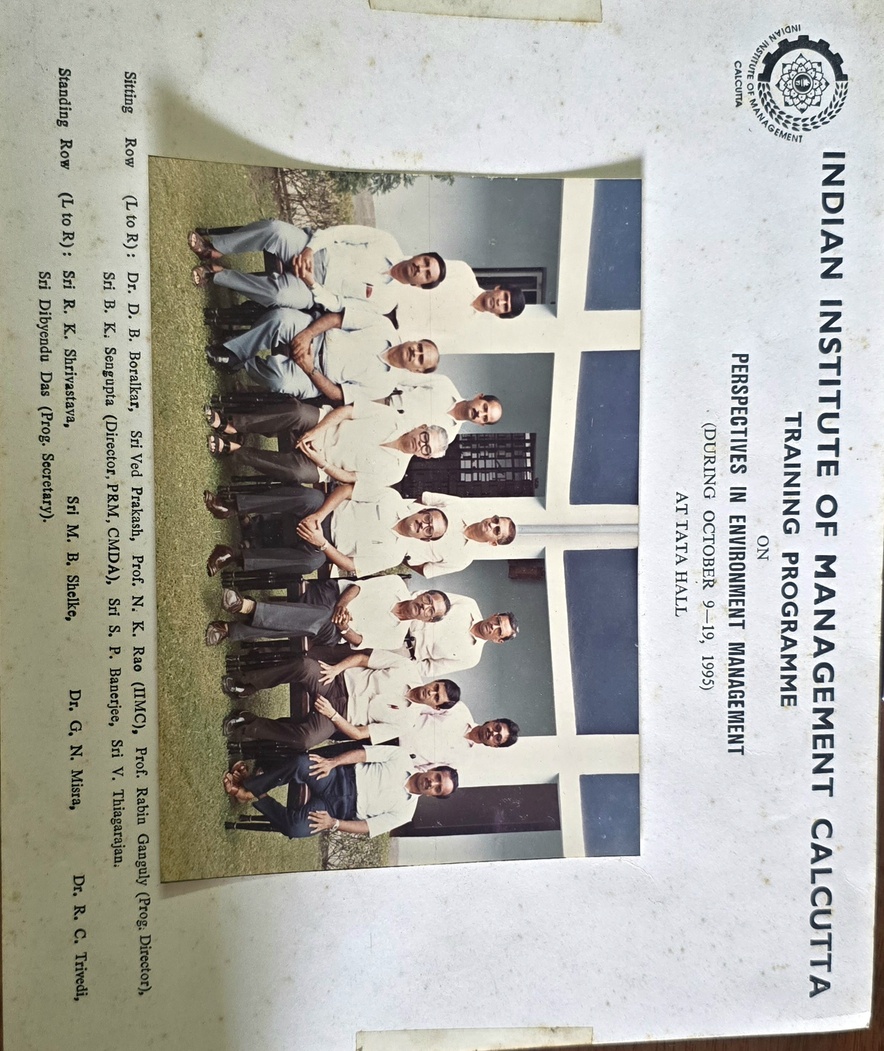 INDIAN INSTITUTE OF MANAGEMENT
CALCUTTA
INDIAN INSTITUTE OF MANAGEMENT CALCUTTA
TRAINING PROGRAMME
ON
PERSPECTIVES IN ENVIRONMENT MANAGEMENT
(DURING OCTOBER 9—19, 1995)
AT TATA HALL
Sitting Row (L to R) : Dr. D. B. Boralkar, Sri Ved Prakash, Prof. N. K. Rao (IIMC), Prof. Rabin Ganguly (Prog. Director),
Sri B. K. Sengupta (Director, PRM, CMDA), Sri S. P. Banerjee, Sri V. Thiagarajan.
Standing Row (L to R) : Sri R. K. Shrivastava, Sri M. B. Shelke, Dr. G. N. Misra, Dr. R. C. Trivedi,
Sri Dibyendu Das (Prog. Secretary).